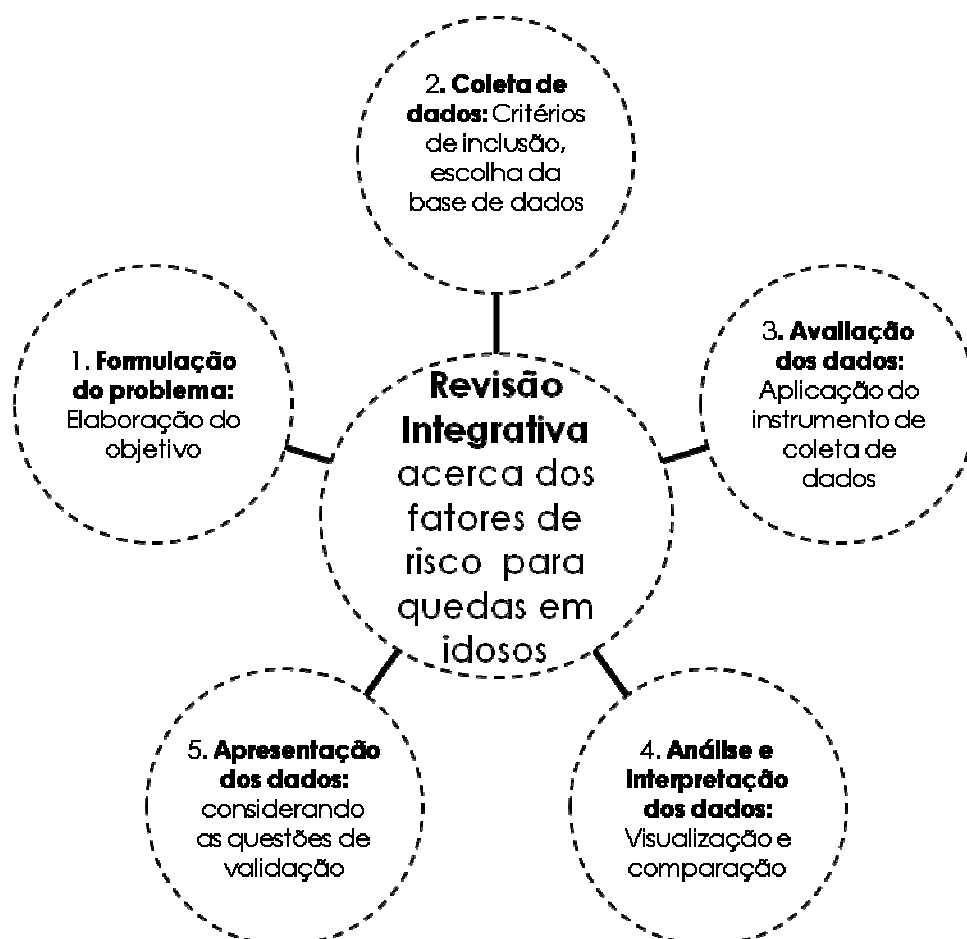 1. Formulação
do problema:
Elaboração do
objetivo
2. Coleta de
dados: Critérios
de inclusão,
escolha da
base de dados
3. Avaliação
dos dados:
Aplicação do
instrumento de
coleta de
dados
4. Análise e
Interpretação
dos dados:
Visualização e
comparação
5. Apresentação
dos dados:
considerando
as questões de
validação
Revisão
Integrativa
acerca dos
fatores de
risco para
quedas em
idosos